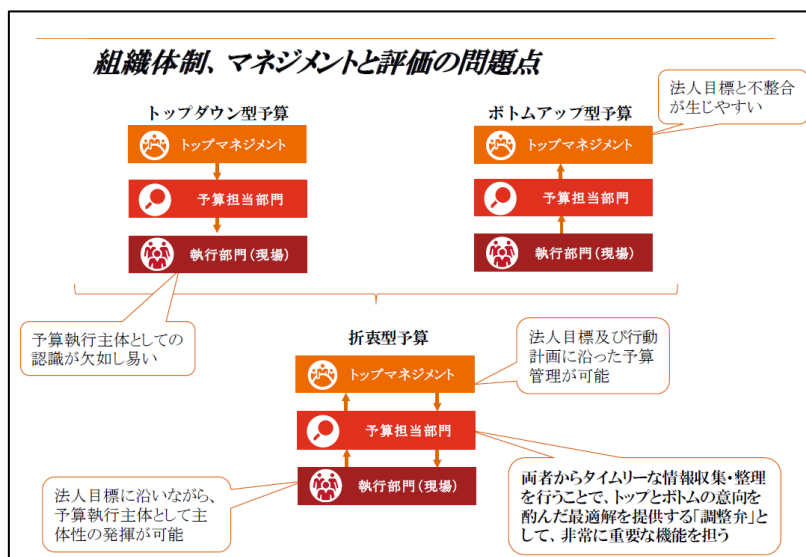 組織体制、マネジメントと評価の問題点
トップダウン型予算
トップマネジメント
予算担当部門
執行部門(現場)
予算執行主体としての
認識が欠如し易い
ボトムアップ型予算
法人目標と不整合
が生じやすい
トップマネジメント
予算担当部門
執行部門(現場)
折衷型予算
トップマネジメント
予算担当部門
執行部門(現場)
法人目標及び行動
計画に沿った予算
管理が可能
法人目標に沿いながら、
予算執行主体として主
体性の発揮が可能
両者からタイムリーな情報収集・整理
を行うことで、トップとボトムの意向を
酌んだ最適解を提供する「調整弁」と
して、非常に重要な機能を担う